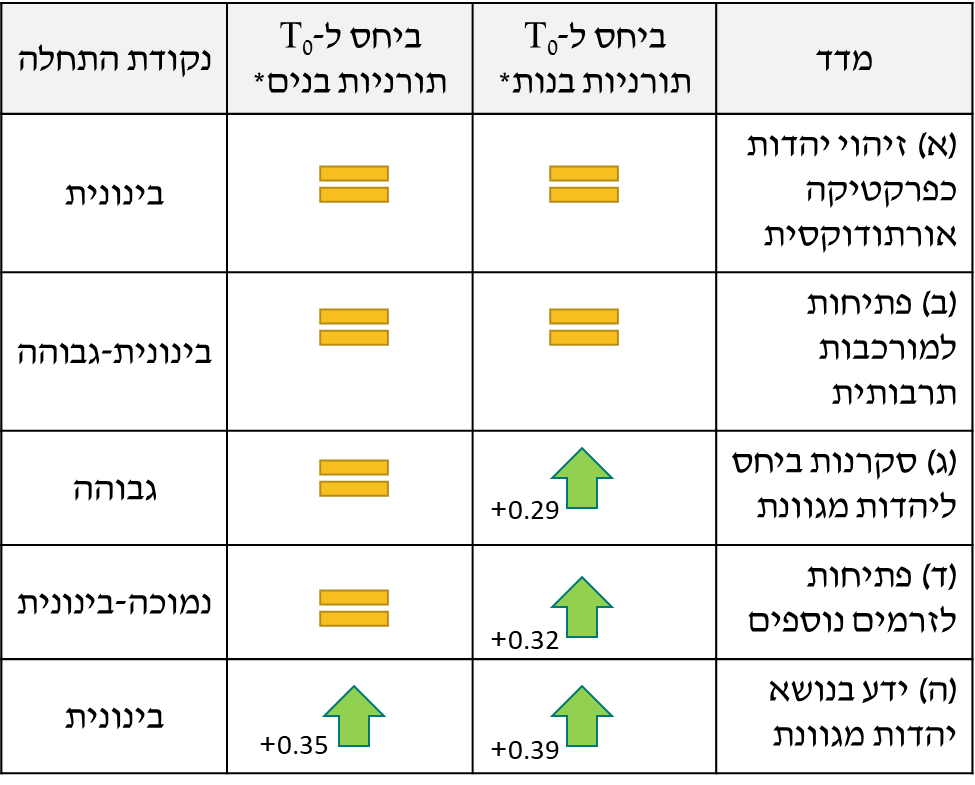 מדד
ביחס ל-T₀
תורניות בנות*
ביחס ל-T₀
תורניות בנים*
נקודת התחלה
(א) זיהוי יהדות
כפרקטיקה
אורתודוקסית
בינונית
(ב) פתיחות
למורכבות
תרבותית
בינונית-גבוהה
(ג) סקרנות ביחס
ליהדות מגוונת
+0.29
גבוהה
(ד) פתיחות
לזרמים נוספים
+0.32
נמוכה-בינונית
(ה) ידע בנושא
יהדות מגוונת
+0.39
+0.35
בינונית